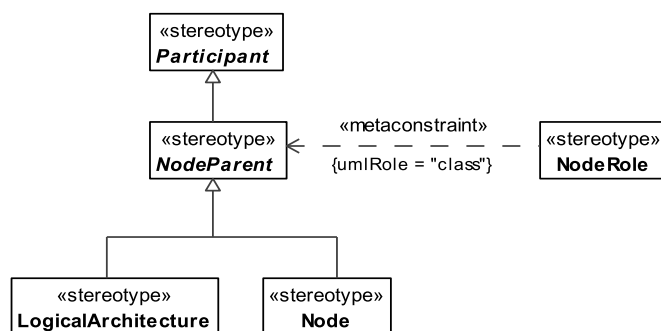 «stereotype»
Participant
«stereotype»
NodeParent
«metaconstraint»
{umlRole = "class"}
«stereotype»
NodeRole
«stereotype»
LogicalArchitecture
«stereotype»
Node